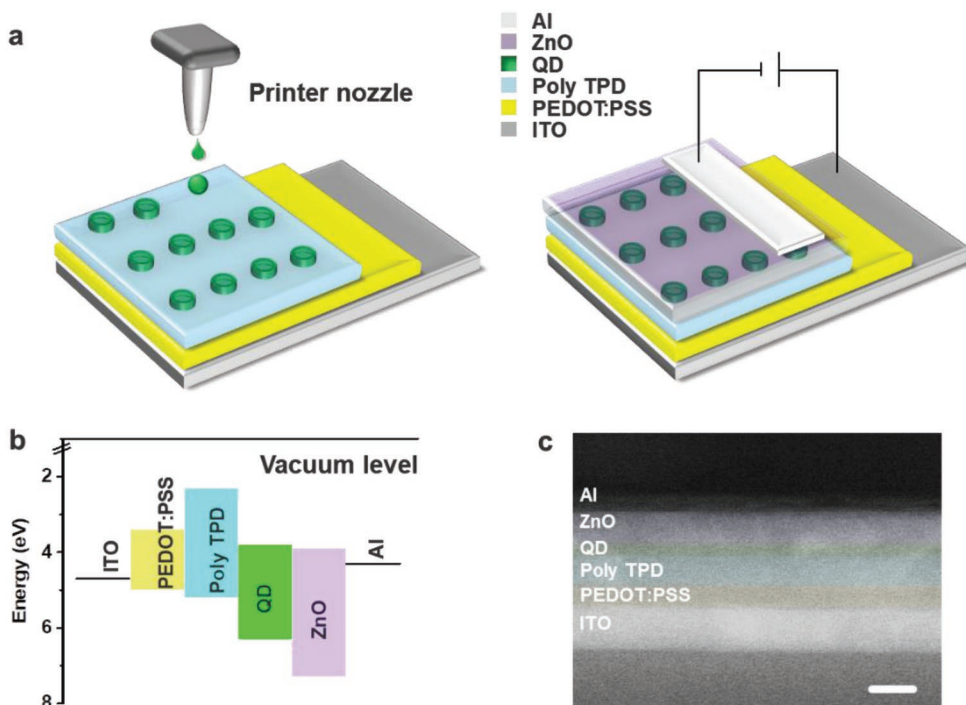 a
Printer nozzle
Al
ZnO
QD
Poly TPD
PEDOT:PSS
ITO
b
Vacuum level
Energy (eV)
2
4
6
8
ITO
PEDOT:PSS
Poly TPD
QD
ZnO
Al
c
Al
ZnO
QD
Poly TPD
PEDOT:PSS
ITO